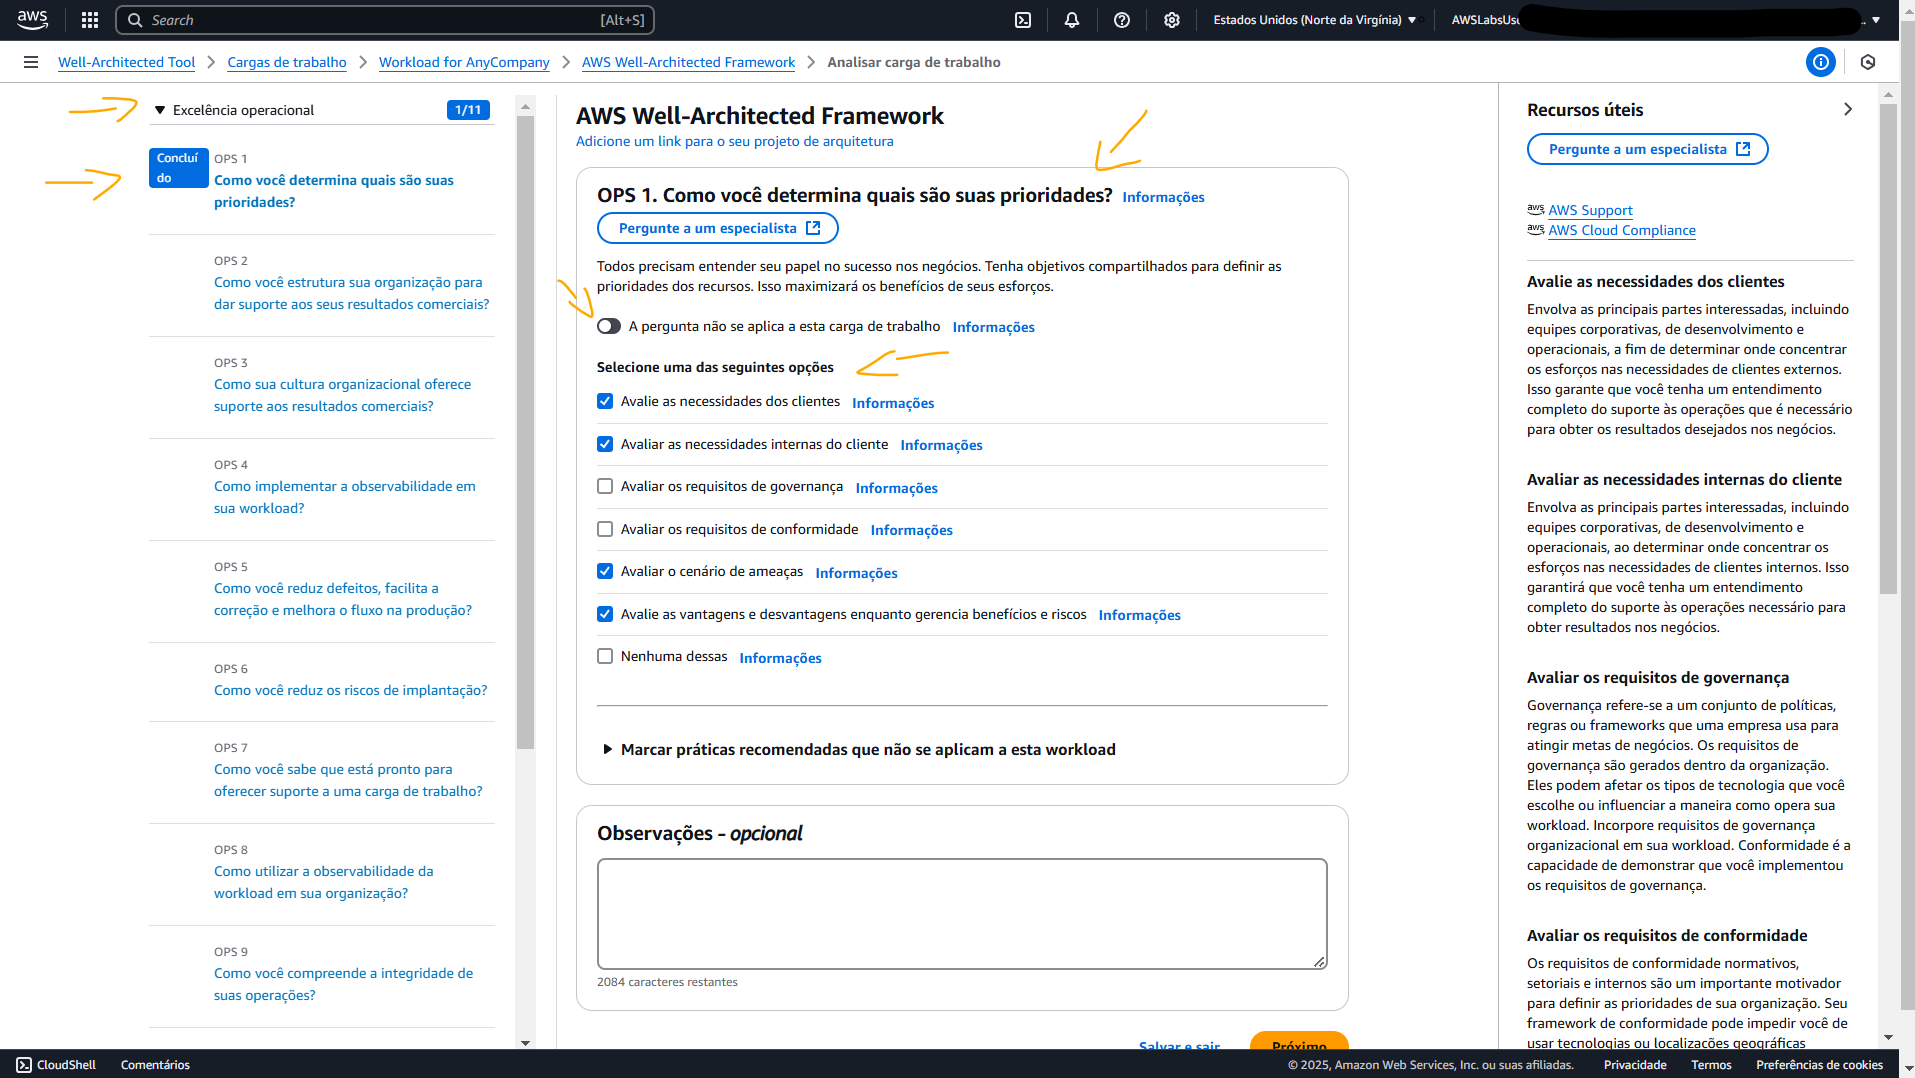 aws
Search
[Alt+S]
Estados Unidos (Norte da Virgínia)
AWSLabsUse
Well-Architected Tool
Cargas de trabalho
Workload for AnyCompany
AWS Well-Architected Framework
Analisar carga de trabalho
Excelência operacional
1/11
Concluí
do
OPS 1
Como você determina quais são suas
prioridades?
OPS 2
Como você estrutura sua organização para
dar suporte aos seus resultados comerciais?
OPS 3
Como sua cultura organizacional oferece
suporte aos resultados comerciais?
OPS 4
Como implementar a observabilidade em
sua workload?
OPS 5
Como você reduz defeitos, facilita a
correção e melhora o fluxo na produção?
OPS 6
Como você reduz os riscos de implantação?
OPS 7
Como você sabe que está pronto para
oferecer suporte a uma carga de trabalho?
OPS 8
Como utilizar a observabilidade da
workload em sua organização?
OPS 9
Como você compreende a integridade de
suas operações?
AWS Well-Architected Framework
Adicione um link para o seu projeto de arquitetura
OPS 1. Como você determina quais são suas prioridades? Informações
Pergunte a um especialista
Todos precisam entender seu papel no sucesso nos negócios. Tenha objetivos compartilhados para definir as
prioridades dos recursos. Isso maximizará os benefícios de seus esforços.
A pergunta não se aplica a esta carga de trabalho Informações
Selecione uma das seguintes opções
Avalie as necessidades dos clientes Informações
Avaliar as necessidades internas do cliente Informações
Avaliar os requisitos de governança Informações
Avaliar os requisitos de conformidade Informações
Avaliar o cenário de ameaças Informações
Avalie as vantagens e desvantagens enquanto gerencia benefícios e riscos Informações
Nenhuma dessas Informações
Marcar práticas recomendadas que não se aplicam a esta workload
Observações - opcional
2084 caracteres restantes
Salvar e sair
Próximo
Recursos úteis
Pergunte a um especialista
aws AWS Support
aws AWS Cloud Compliance
Avalie as necessidades dos clientes
Envolva as principais partes interessadas, incluindo
equipes corporativas, de desenvolvimento e
operacionais, a fim de determinar onde concentrar
os esforços nas necessidades de clientes externos.
Isso garante que você tenha um entendimento
completo do suporte às operações que é necessário
para obter os resultados desejados nos negócios.
Avaliar as necessidades internas do cliente
Envolva as principais partes interessadas, incluindo
equipes corporativas, de desenvolvimento e
operacionais, ao determinar onde concentrar os
esforços nas necessidades de clientes internos. Isso
garantirá que você tenha um entendimento
completo do suporte às operações necessário para
obter resultados nos negócios.
Avaliar os requisitos de governança
Governança refere-se a um conjunto de políticas,
regras ou frameworks que uma empresa usa para
atingir metas de negócios. Os requisitos de
governança são gerados dentro da organização.
Eles podem afetar os tipos de tecnologia que você
escolhe ou influenciar a maneira como opera sua
workload. Incorpore requisitos de governança
organizacional em sua workload. Conformidade é a
capacidade de demonstrar que você implementou
os requisitos de governança.
Avaliar os requisitos de conformidade
Os requisitos de conformidade normativos,
setoriais e internos são um importante motivador
para definir as prioridades de sua organização. Seu
framework de conformidade pode impedir você de
usar tecnologias ou localizações geográficas
CloudShell
Comentários
© 2025, Amazon Web Services, Inc. ou suas afiliadas.
Privacidade
Termos
Preferências de cookies